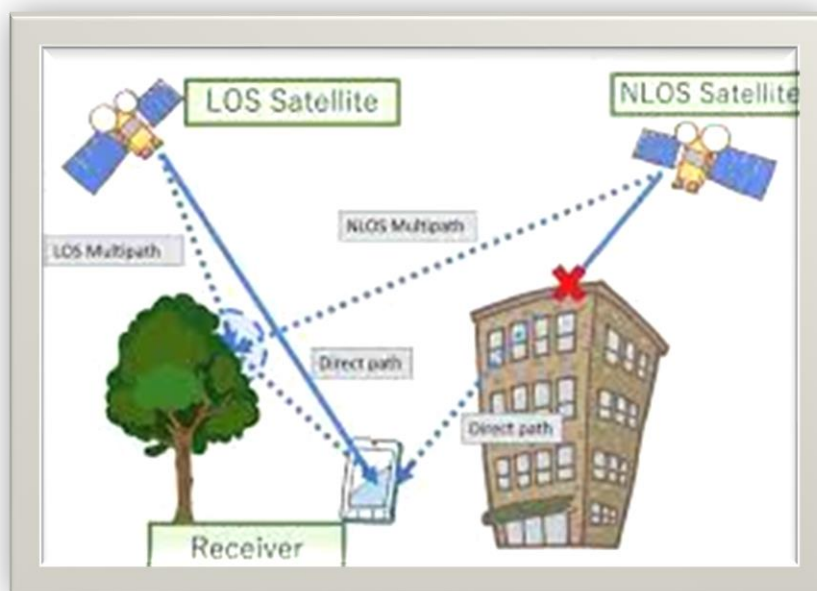 LOS Satellite
NLOS Satellite
NLOS Multipath
LOS Multipath
Direct path
Direct path
Receiver